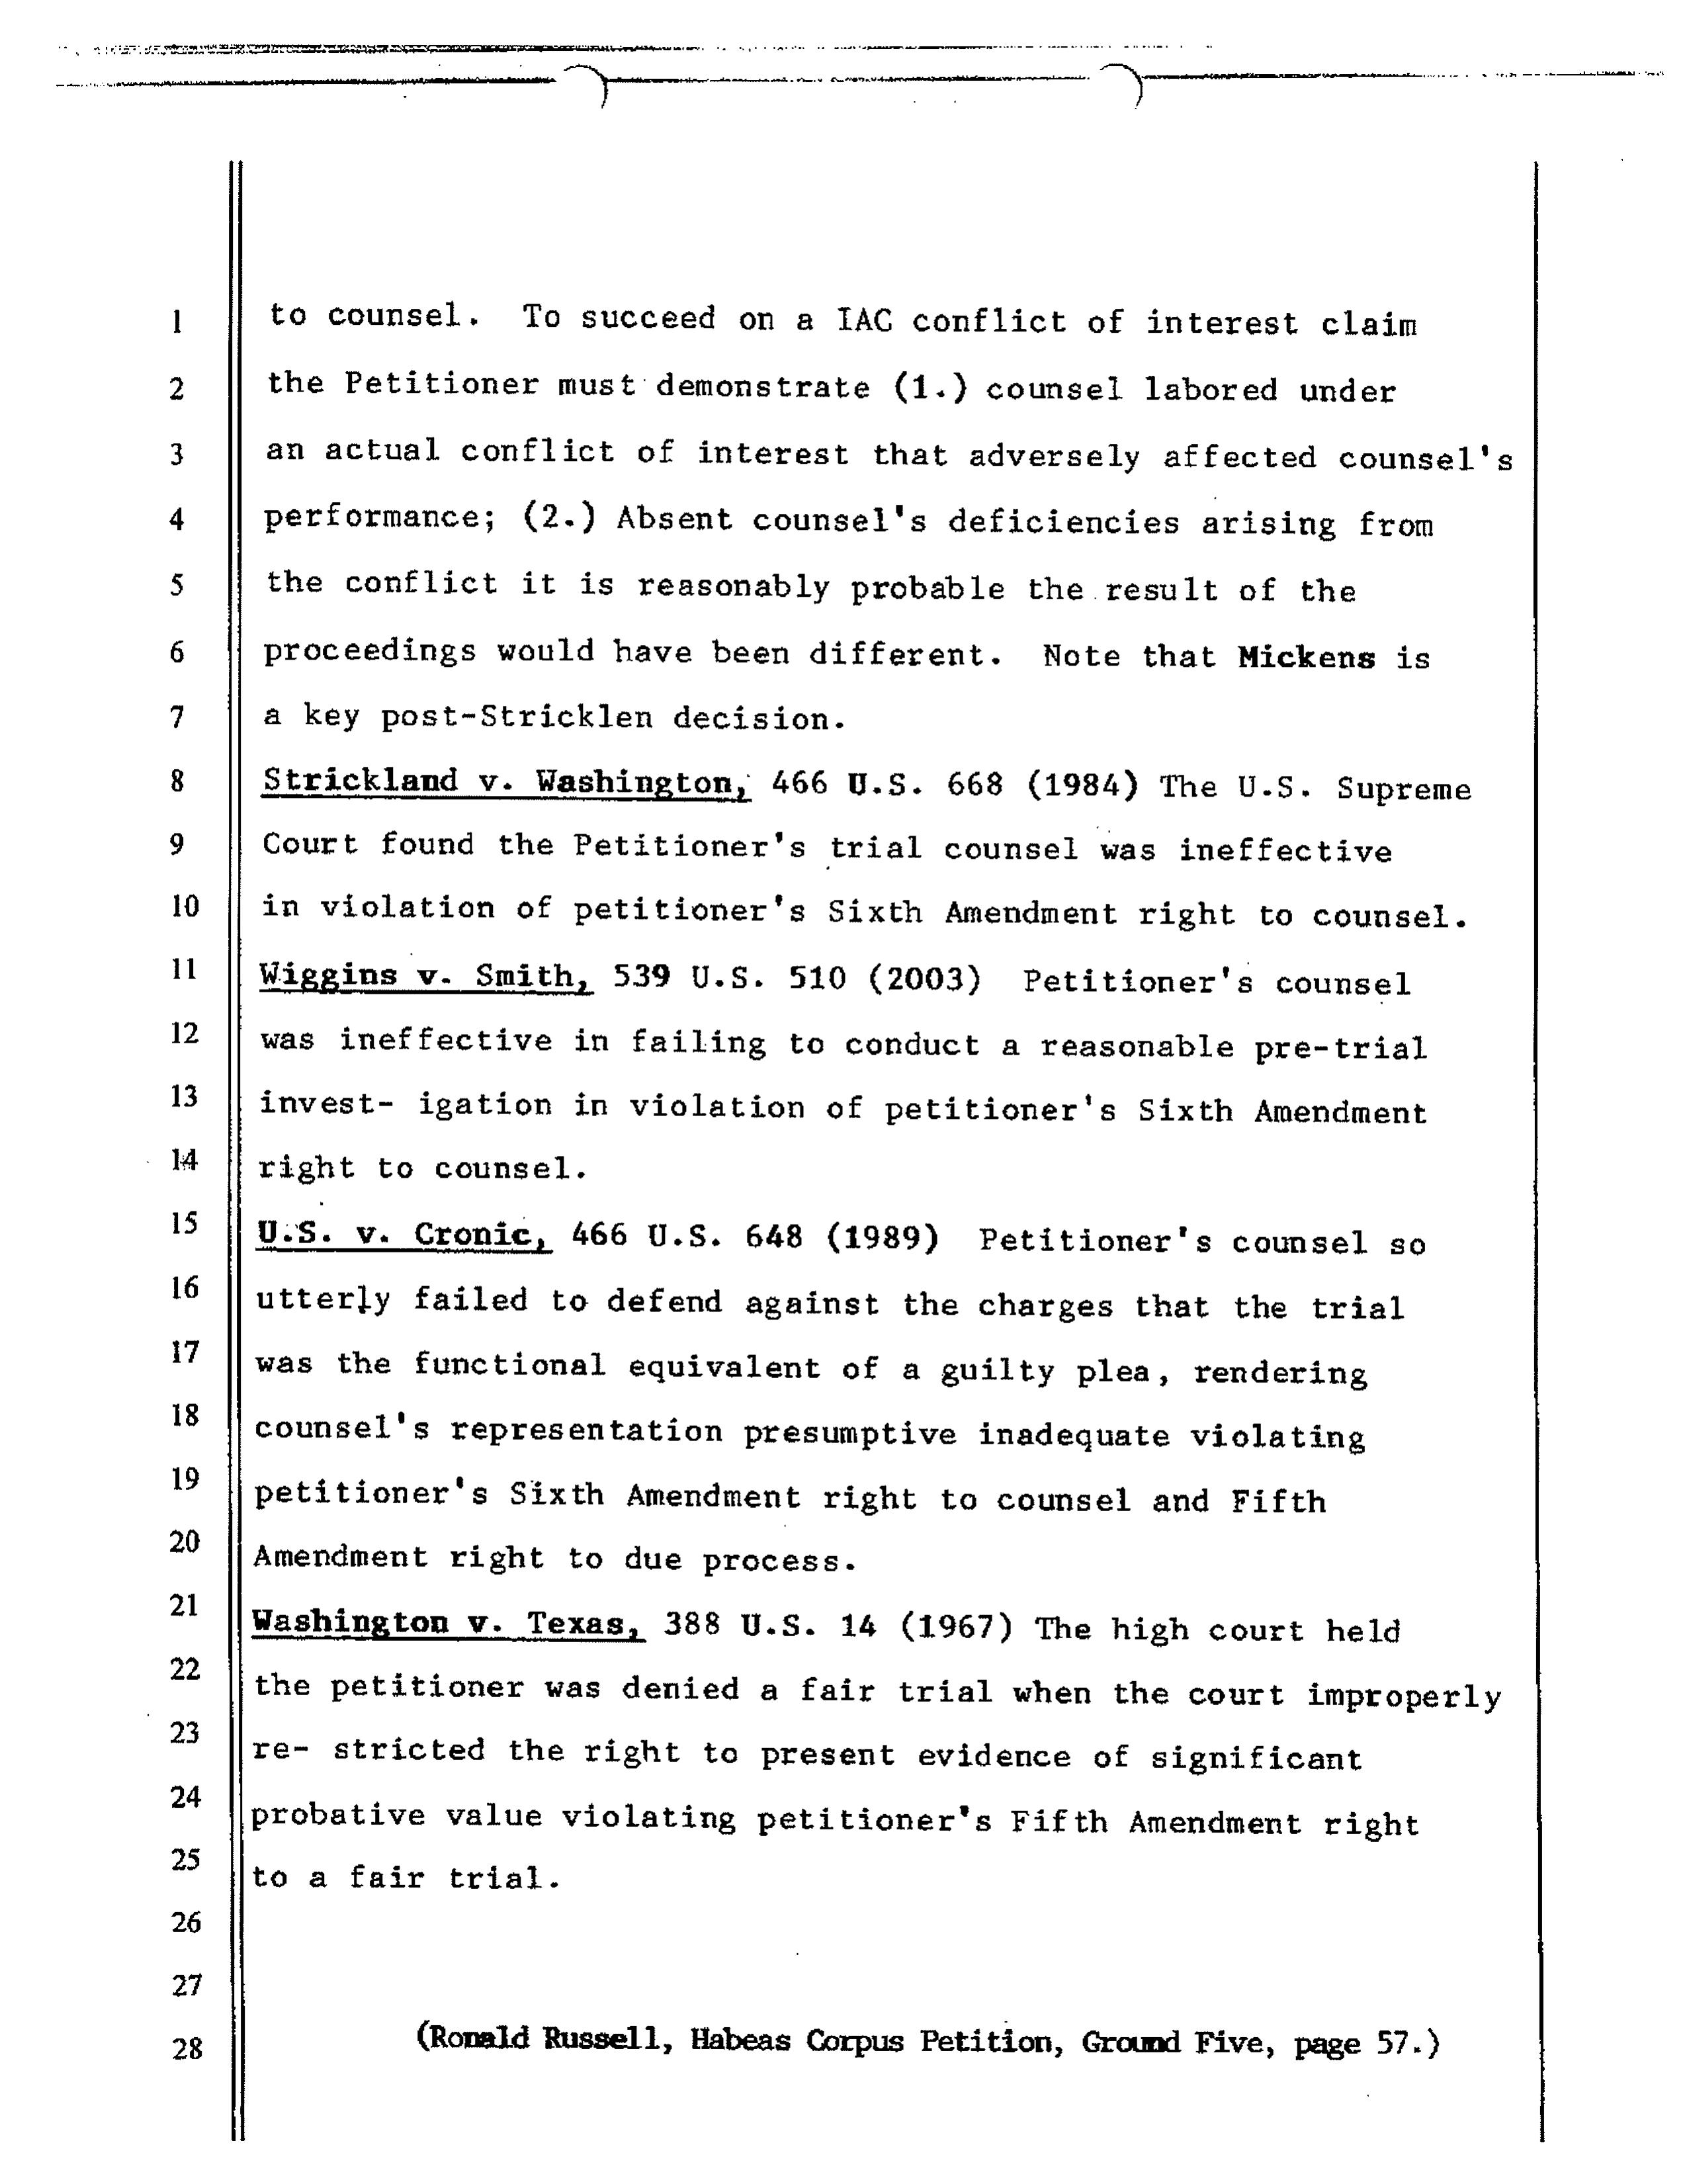 1 to counsel. To succeed on a IAC conflict of interest claim
2 the Petitioner must demonstrate (1.) counsel labored under
3 an actual conflict of interest that adversely affected counsel's
4 performance; (2.) Absent counsel's deficiencies arising from
5 the conflict it is reasonably probable the result of the
6 proceedings would have been different. Note that Mickens is
7 a key post-Stricklen decision.
8 Strickland v. Washington, 466 U.S. 668 (1984) The U.S. Supreme
9 Court found the Petitioner's trial counsel was ineffective
10 in violation of petitioner's Sixth Amendment right to counsel.
11 Wiggins v. Smith, 539 U.S. 510 (2003) Petitioner's counsel
12 was ineffective in failing to conduct a reasonable pre-trial
13 invest- igation in violation of petitioner's Sixth Amendment
14 right to counsel.
15 U.S. v. Cronic, 466 U.S. 648 (1989) Petitioner's counsel so
16 utterly failed to defend against the charges that the trial
17 was the functional equivalent of a guilty plea, rendering
18 counsel's representation presumptive inadequate violating
19 petitioner's Sixth Amendment right to counsel and Fifth
20 Amendment right to due process.
21 Washington v. Texas, 388 U.S. 14 (1967) The high court held
22 the petitioner was denied a fair trial when the court improperly
23 re- stricted the right to present evidence of significant
24 probative value violating petitioner's Fifth Amendment right
25 to a fair trial.
26
27
28 (Ronald Russell, Habeas Corpus Petition, Ground Five, page 57.)